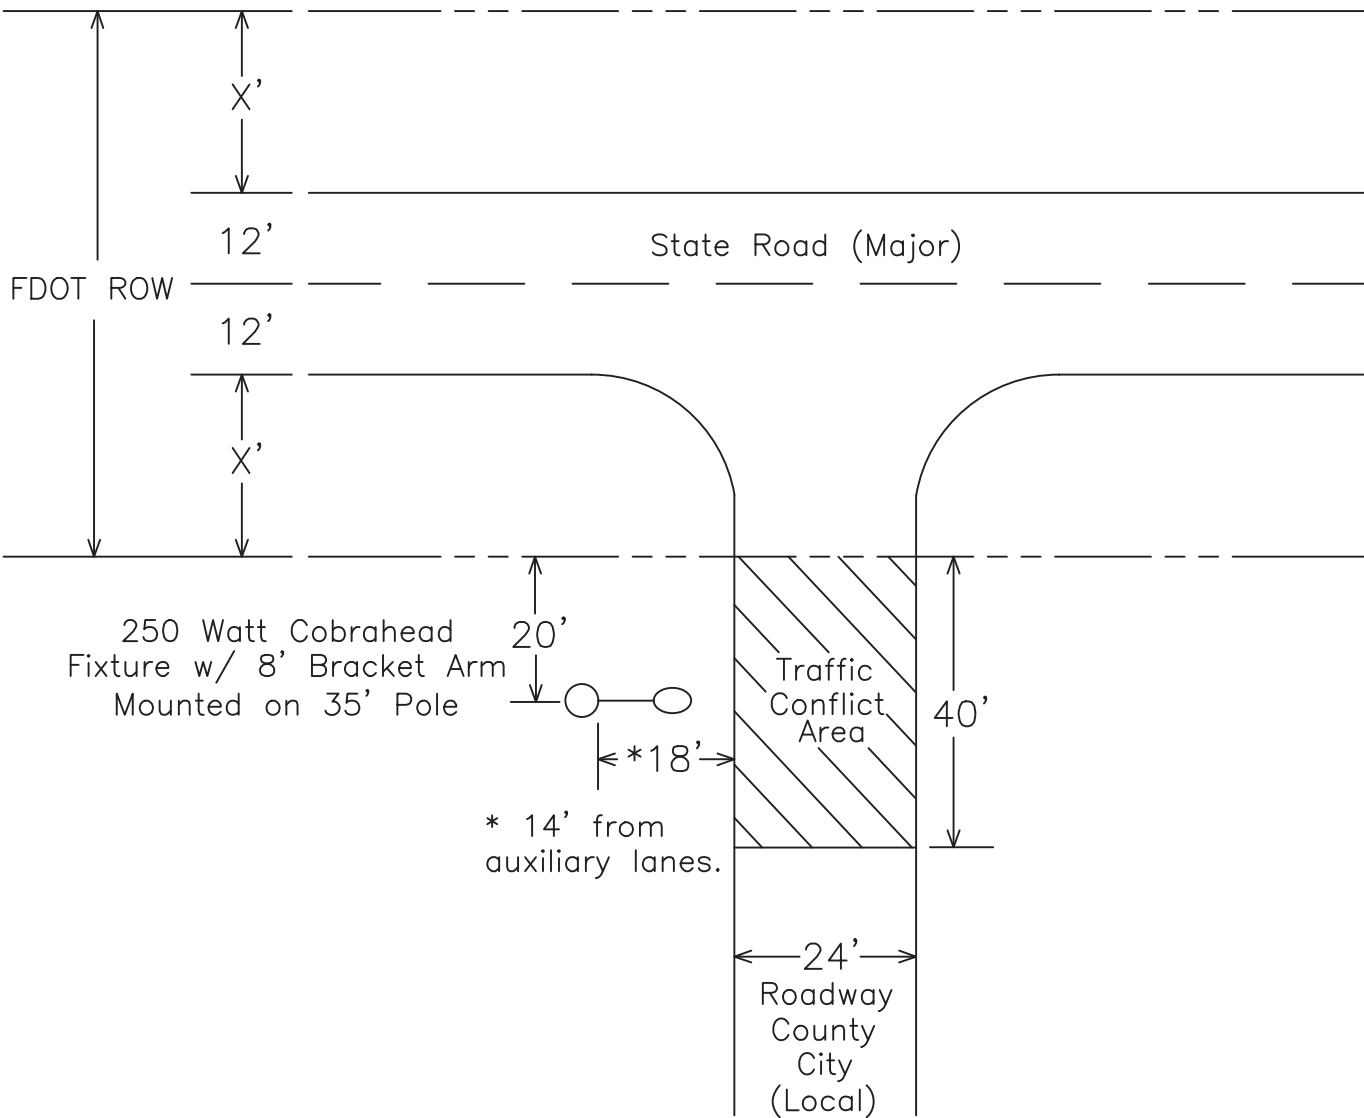 X'
12'
State Road (Major)
FDOT ROW
12'
X'
250 Watt Cobrahead
Fixture w/ 8' Bracket Arm
Mounted on 35' Pole
20'
Traffic
Conflict
Area
40'
*18'
* 14' from
auxiliary lanes.
24'
Roadway
County
City
(Local)